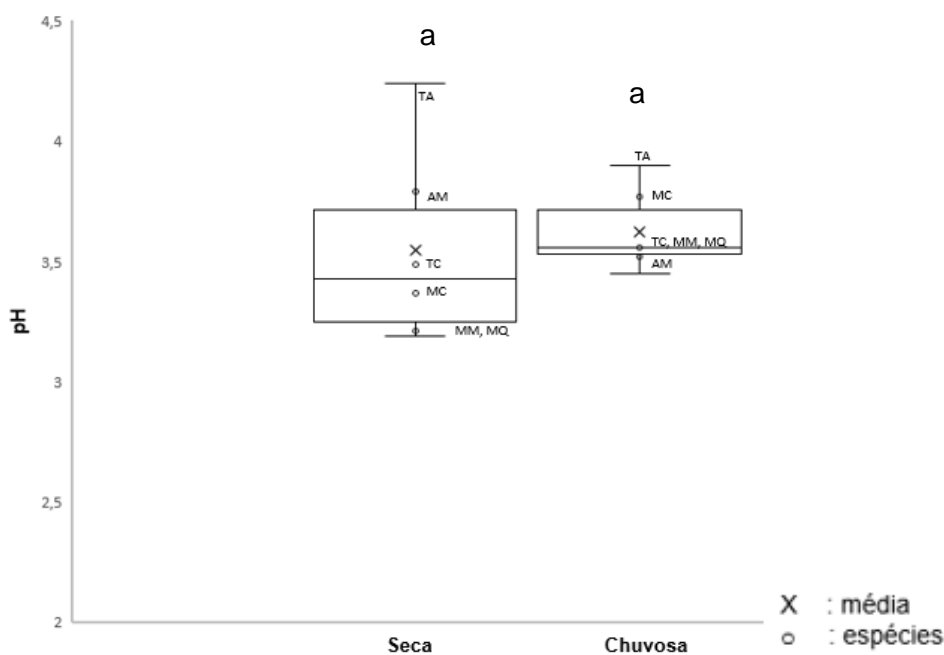 4,5
a
a
TA
4
TA
AM
MC
TC
TC, MM, MQ
3,5
MC
AM
MM, MQ
pH
3
2,5
2
Seca
Chuvosa
X : média
o : espécies